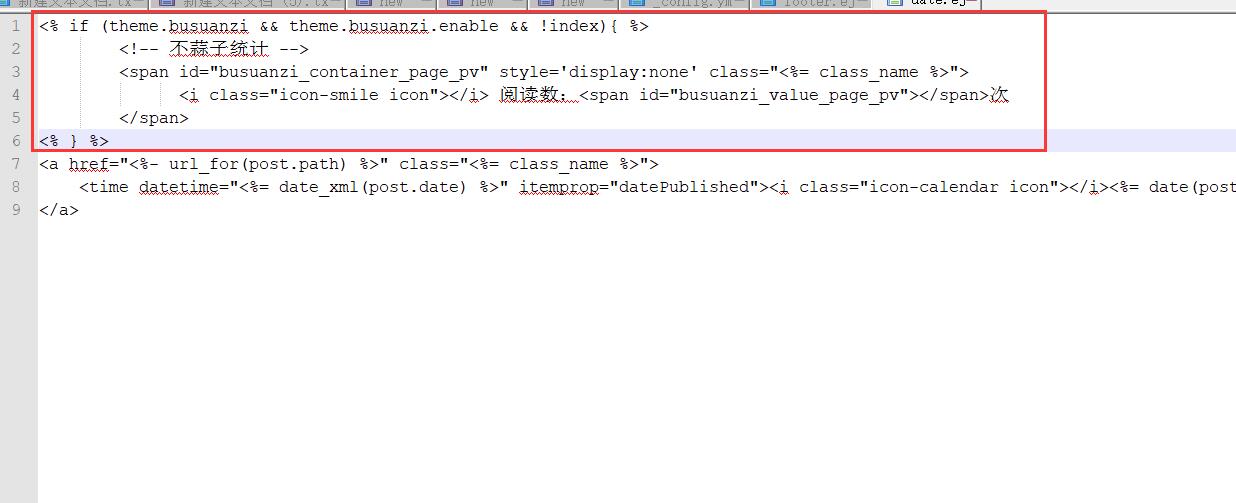 新建文本文档.tx
新建文本文档 (5).tx
new
new
new
_config.ym
footer.ej
date.ej
1 <% if (theme.busuanzi && theme.busuanzi.enable && !index){ %>
2 <!-- 不蒜子统计 -->
3 <span id="busuanzi_container_page_pv" style='display:none' class="<%= class_name %>">
4 <i class="icon-smile icon"></i> 阅读数：<span id="busuanzi_value_page_pv"></span>次
5 </span>
6 <% } %>
7 <a href="<%- url_for(post.path) %>" class="<%= class_name %>">
8 <time datetime="<%= date_xml(post.date) %>" itemprop="datePublished"><i class="icon-calendar icon"></i><%= date(post
9 </a>